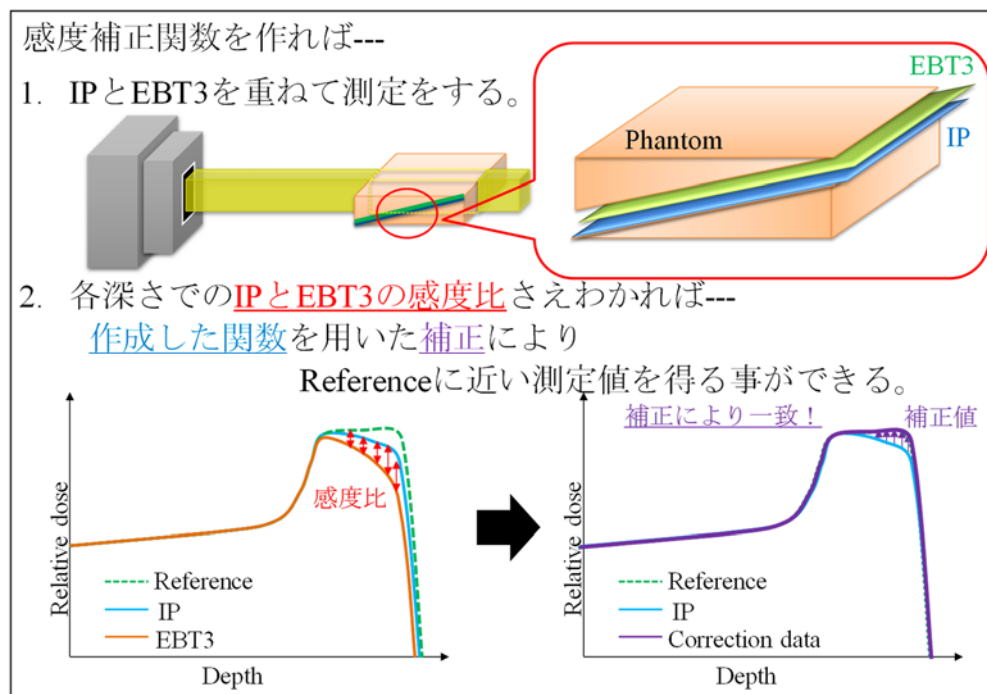 感度補正関数を作れば---
1. IPとEBT3を重ねて測定をする。
EBT3
IP
Phantom
2. 各深さでのIPとEBT3の感度比さえわかれば---
作成した関数を用いた補正により
Referenceに近い測定値を得る事ができる。
Relative dose
感度比
Reference
IP
EBT3
Depth
Relative dose
補正により一致！
補正値
Reference
IP
Correction data
Depth